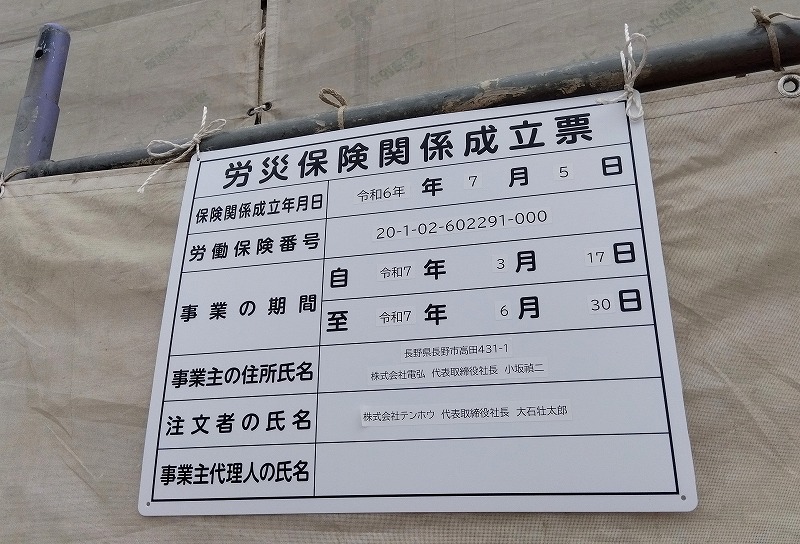 労災保険関係成立票
保険関係成立年月日 令和6年 年 7 月 5 日
労働保険番号 20-1-02-602291-000
事業の期間 自 令和7 年 3 月 17 日
至 令和7 年 6 月 30 日
事業主の住所氏名 長野県長野市高田431-1
株式会社電弘 代表取締役社長 小坂禎二
注文者の氏名 株式会社テンホウ 代表取締役社長 大石壮太郎
事業主代理人の氏名